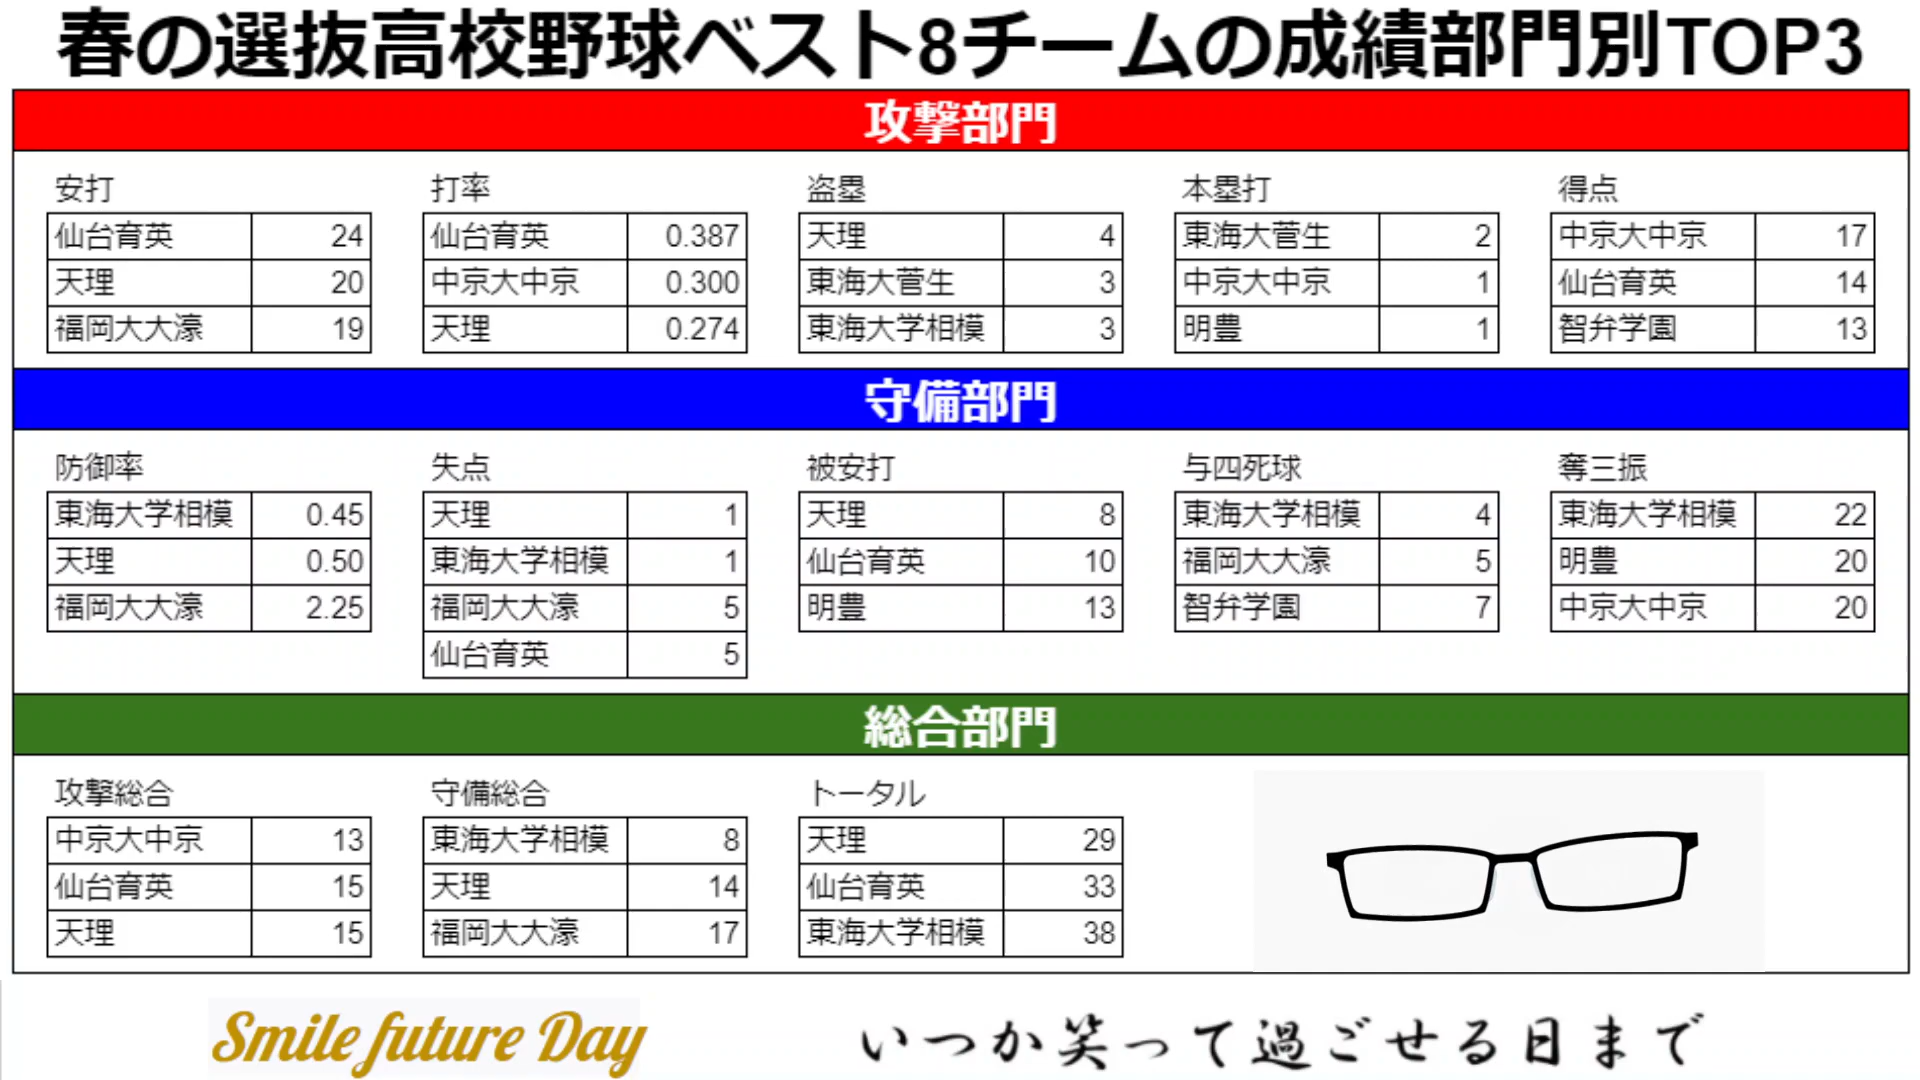 春の選抜高校野球ベスト8チームの成績部門別TOP3
攻撃部門
安打 打率 盗塁 本塁打 得点
仙台育英 24 仙台育英 0.387 天理 4 東海大菅生 2 中京大中京 17
天理 20 中京大中京 0.300 東海大菅生 3 中京大中京 1 仙台育英 14
福岡大大濠 19 天理 0.274 東海大学相模 3 明豊 1 智弁学園 13
守備部門
防御率 失点 被安打 与四死球 奪三振
東海大学相模 0.45 天理 1 天理 8 東海大学相模 4 東海大学相模 22
天理 0.50 東海大学相模 1 仙台育英 10 福岡大大濠 5 明豊 20
福岡大大濠 2.25 福岡大大濠 5 明豊 13 智弁学園 7 中京大中京 20
仙台育英 5
総合部門
攻撃総合 守備総合 トータル
中京大中京 13 東海大学相模 8 天理 29
仙台育英 15 天理 14 仙台育英 33
天理 15 福岡大大濠 17 東海大学相模 38
Smile future Day いつか笑って過ごせる日まで